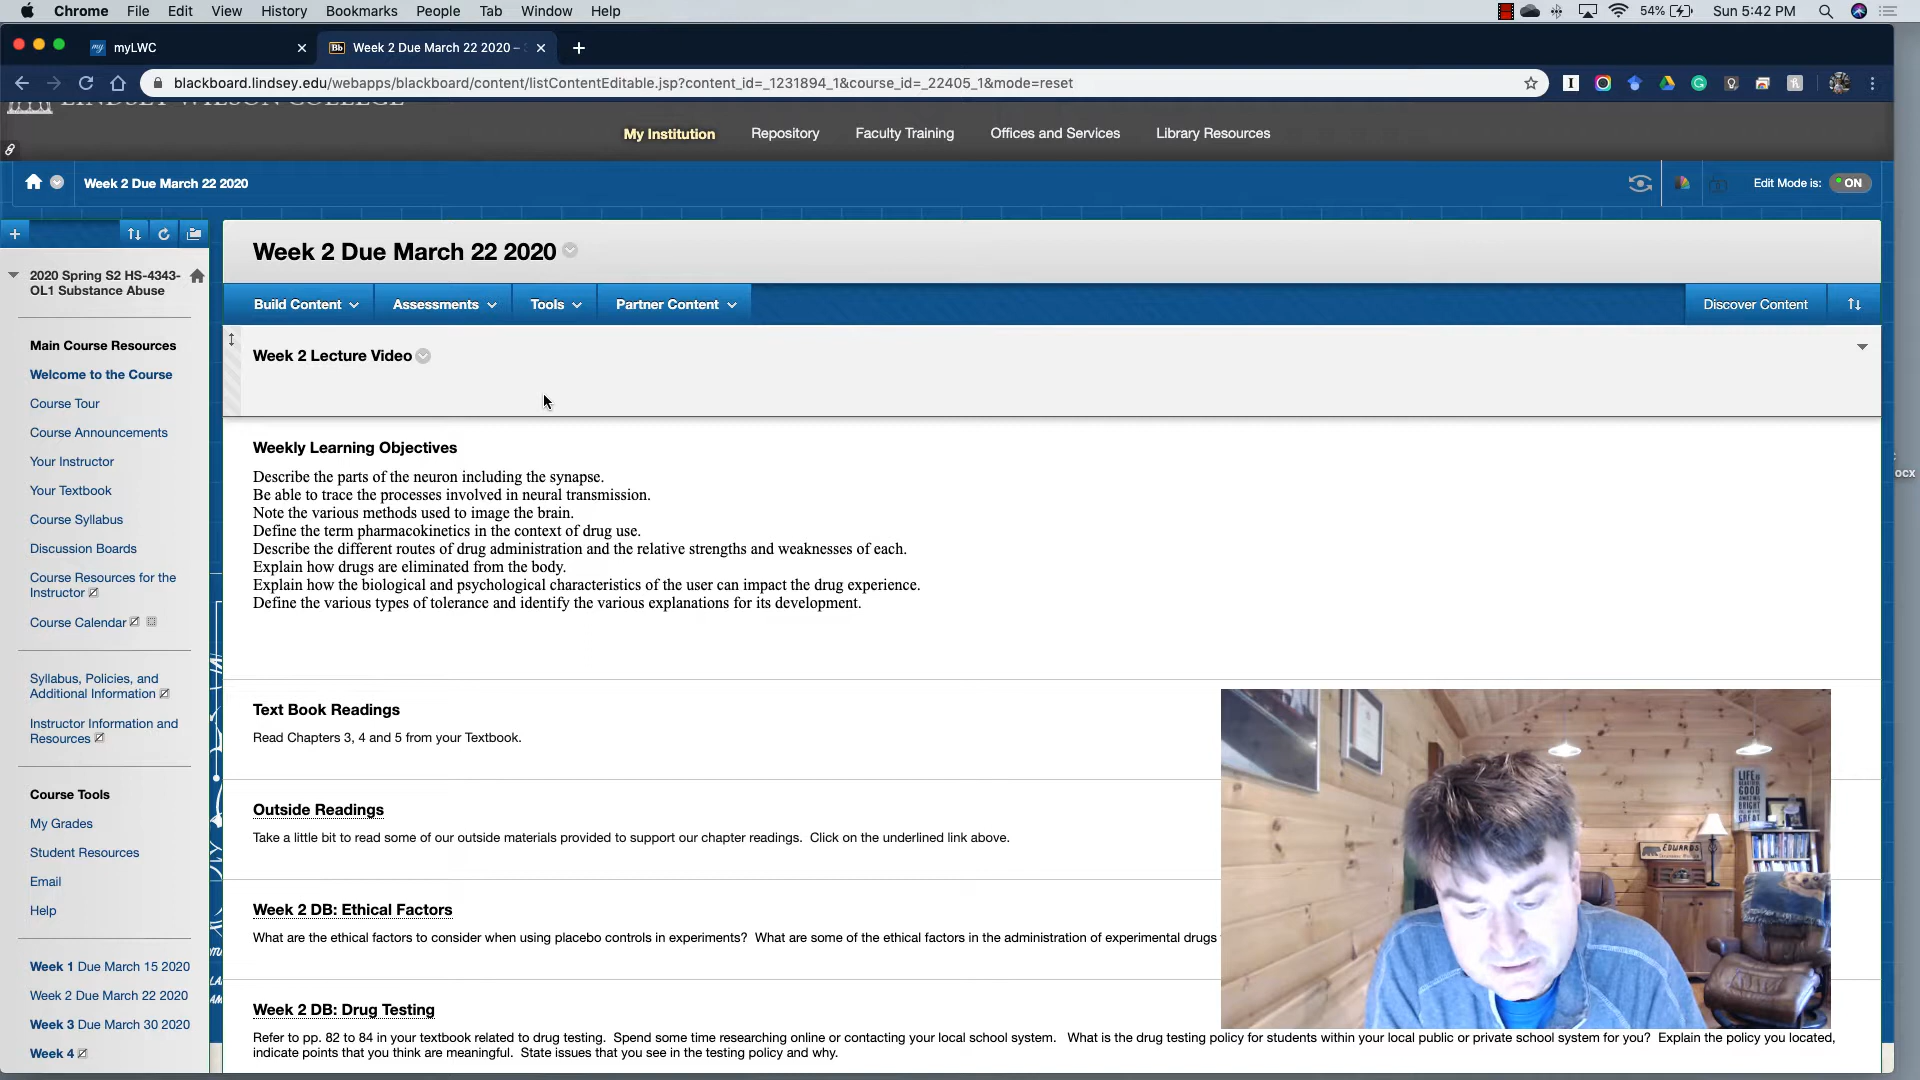 Chrome File Edit View History Bookmarks People Tab Window Help 54% Sun 5:42 PM
myLWC Week 2 Due March 22 2020 –
blackboard.lindsey.edu/webapps/blackboard/content/listContentEditable.jsp?content_id=_1231894_1&course_id=_22405_1&mode=reset
LINDSEY WILSON COLLEGE
My Institution Repository Faculty Training Offices and Services Library Resources
Week 2 Due March 22 2020 Edit Mode is: ON
2020 Spring S2 HS-4343-
OL1 Substance Abuse
Main Course Resources
Welcome to the Course
Course Tour
Course Announcements
Your Instructor
Your Textbook
Course Syllabus
Discussion Boards
Course Resources for the
Instructor
Course Calendar
Syllabus, Policies, and
Additional Information
Instructor Information and
Resources
Course Tools
My Grades
Student Resources
Email
Help
Week 1 Due March 15 2020
Week 2 Due March 22 2020
Week 3 Due March 30 2020
Week 4
Week 2 Due March 22 2020
Build Content Assessments Tools Partner Content Discover Content
Week 2 Lecture Video
Weekly Learning Objectives
Describe the parts of the neuron including the synapse.
Be able to trace the processes involved in neural transmission.
Note the various methods used to image the brain.
Define the term pharmacokinetics in the context of drug use.
Describe the different routes of drug administration and the relative strengths and weaknesses of each.
Explain how drugs are eliminated from the body.
Explain how the biological and psychological characteristics of the user can impact the drug experience.
Define the various types of tolerance and identify the various explanations for its development.
Text Book Readings
Read Chapters 3, 4 and 5 from your Textbook.
Outside Readings
Take a little bit to read some of our outside materials provided to support our chapter readings. Click on the underlined link above.
Week 2 DB: Ethical Factors
What are the ethical factors to consider when using placebo controls in experiments? What are some of the ethical factors in the administration of experimental drugs
Week 2 DB: Drug Testing
Refer to pp. 82 to 84 in your textbook related to drug testing. Spend some time researching online or contacting your local school system. What is the drug testing policy for students within your local public or private school system for you? Explain the policy you located,
indicate points that you think are meaningful. State issues that you see in the testing policy and why.
ocx
LIFE
GOOD
EDWARDS